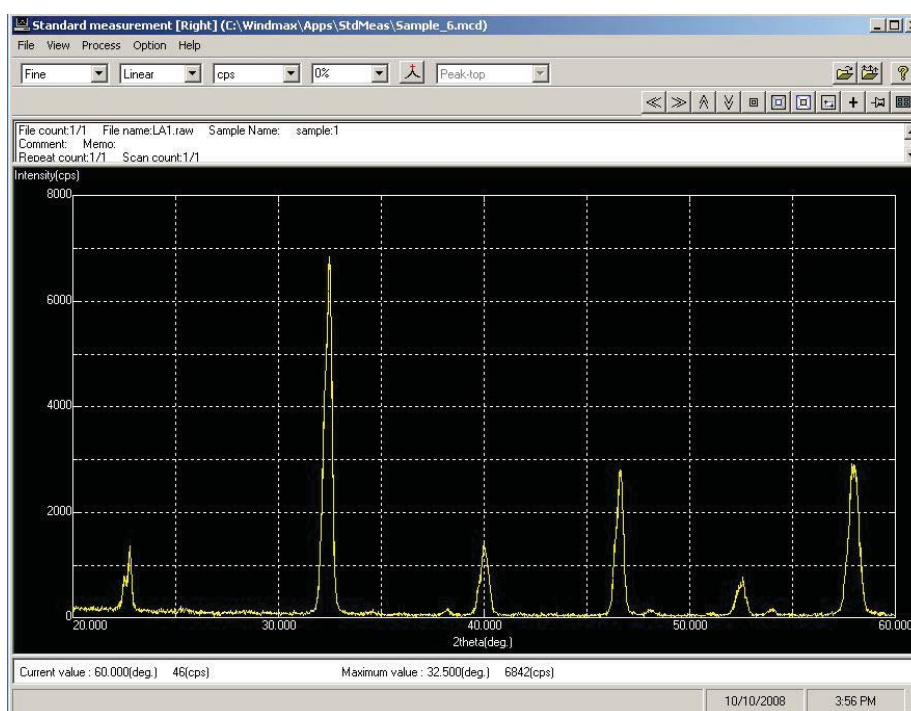 Standard measurement [Right] (C:\Windmax\Apps\StdMeas\Sample_6.mcd)
File View Process Option Help
Fine Linear cps 0% Peak-top
File count:1/1 File name:LA1.raw Sample Name: sample:1
Comment: Memo:
Repeat count:1/1 Scan count:1/1
Intensity(cps)
8000
6000
4000
2000
0
20.000 30.000 40.000 50.000 60.000
2theta(deg.)
Current value : 60.000(deg.) 46(cps) Maximum value : 32.500(deg.) 6842(cps)
10/10/2008 3:56 PM